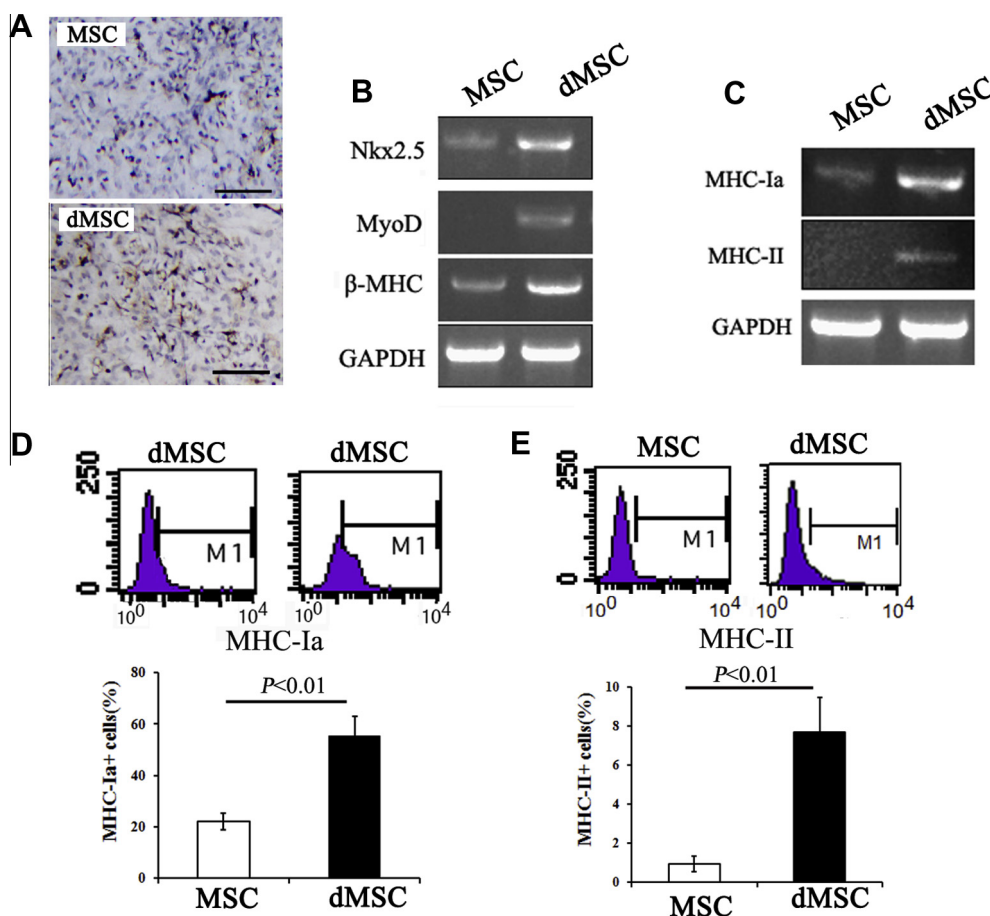 A
MSC
dMSC
B
MSC dMSC
Nkx2.5
MyoD
β-MHC
GAPDH
C
MSC dMSC
MHC-Ia
MHC-II
GAPDH
D
dMSC dMSC
250
0
M1 M1
10^0 10^4 10^0 10^4
MHC-Ia
MHC-Ia+ cells(%)
80
60
40
20
0
P<0.01
MSC dMSC
E
MSC dMSC
250
0
M1 M1
10^0 10^4 10^0 10^4
MHC-II
MHC-II+ cells(%)
10
8
6
4
2
0
P<0.01
MSC dMSC